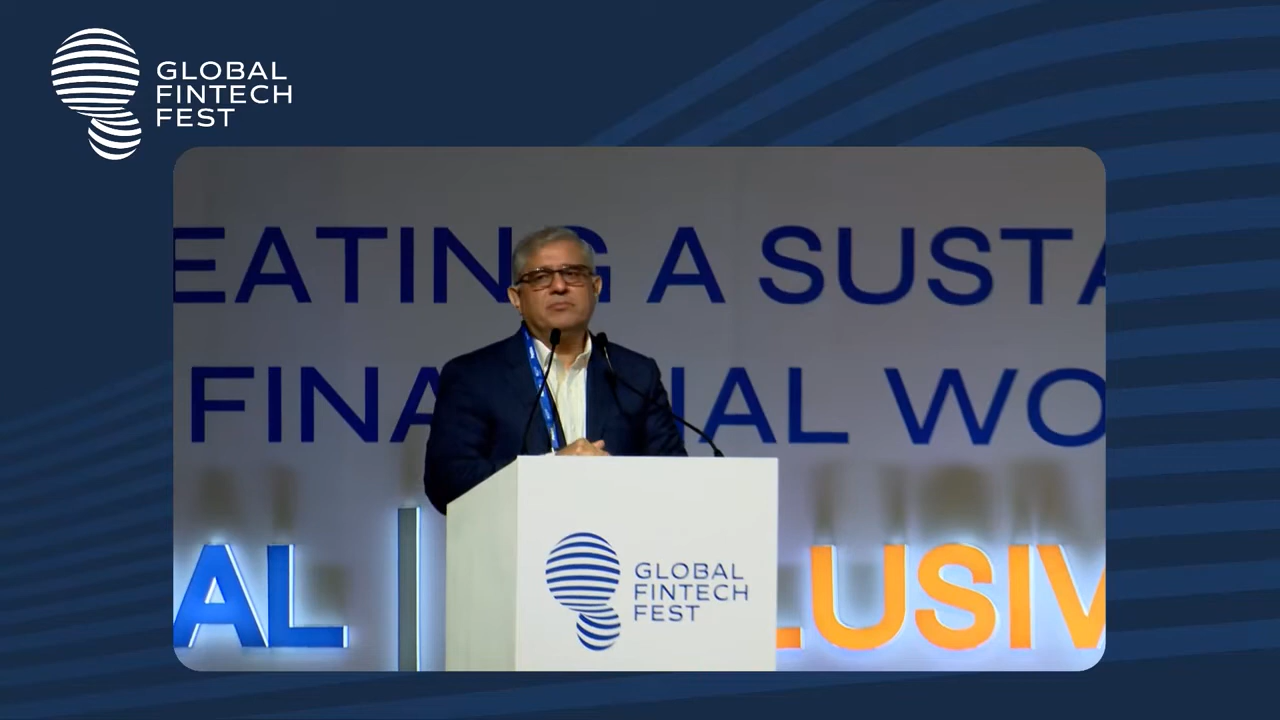 GLOBAL
FINTECH
FEST
EATING A SUSTA
FINA IAL WO
AL LUSIV
GLOBAL
FINTECH
FEST